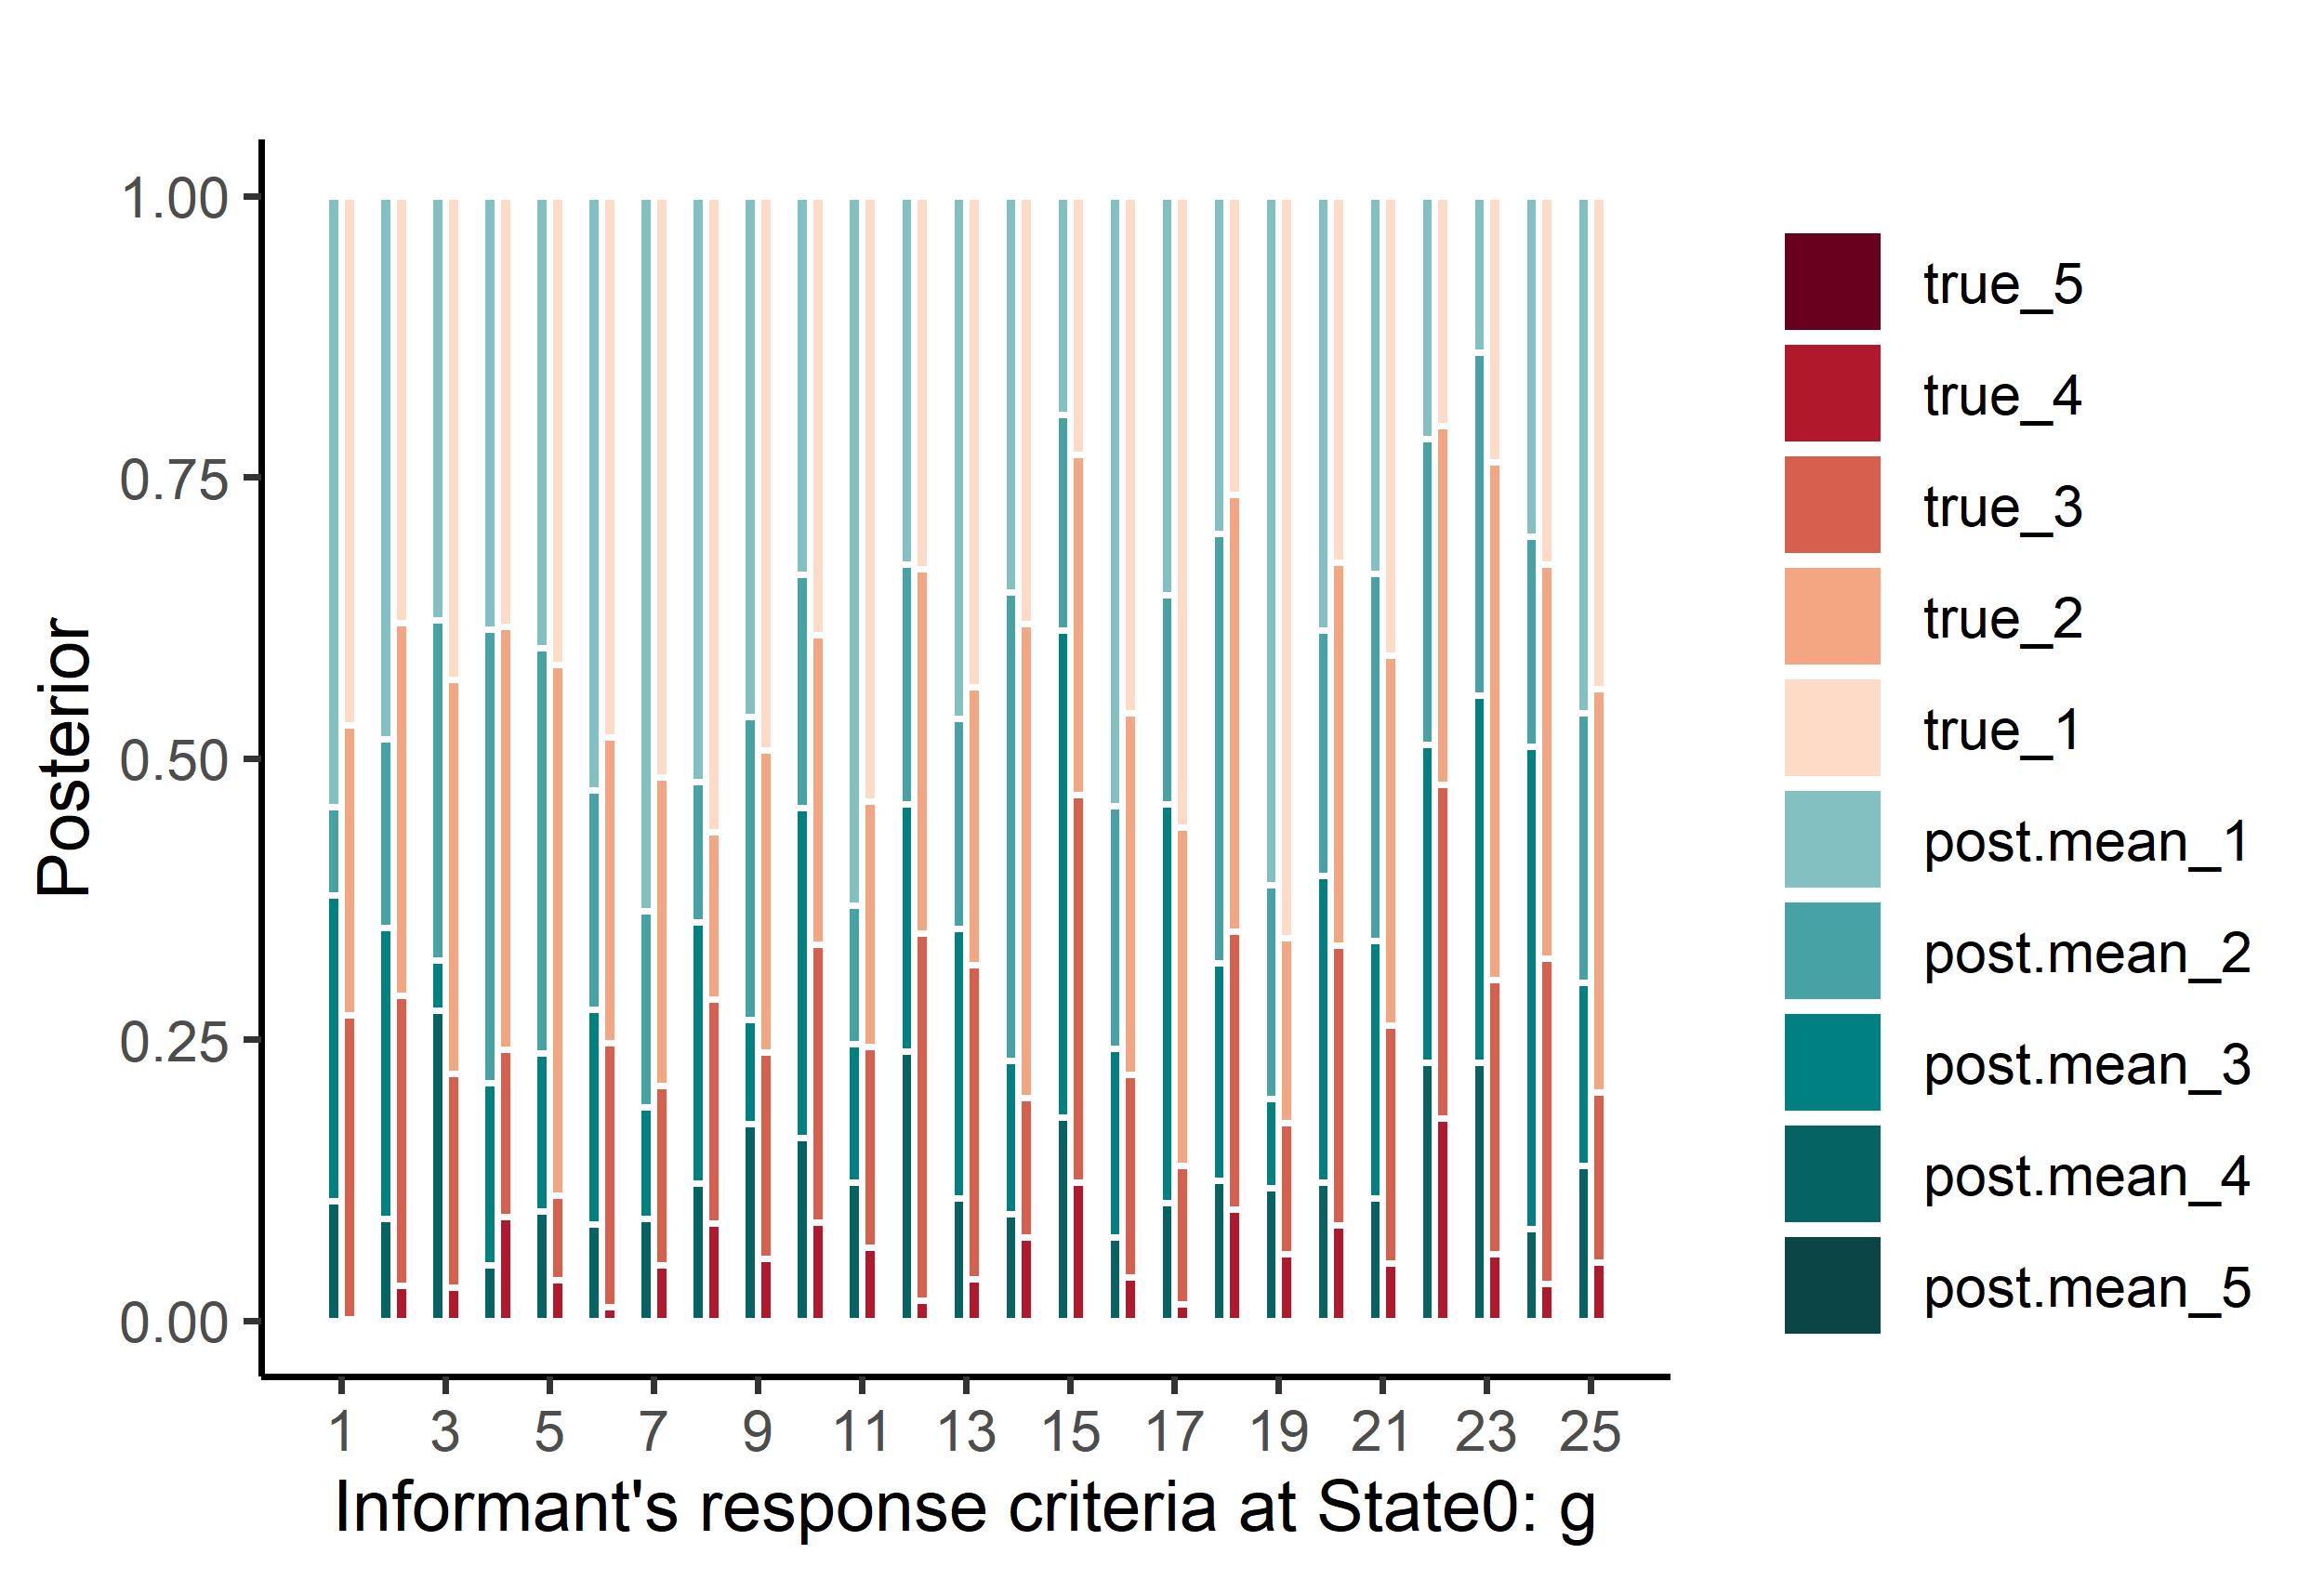 Posterior
1.00
0.75
0.50
0.25
0.00
1 3 5 7 9 11 13 15 17 19 21 23 25
Informant's response criteria at State0: g
true_5
true_4
true_3
true_2
true_1
post.mean_1
post.mean_2
post.mean_3
post.mean_4
post.mean_5